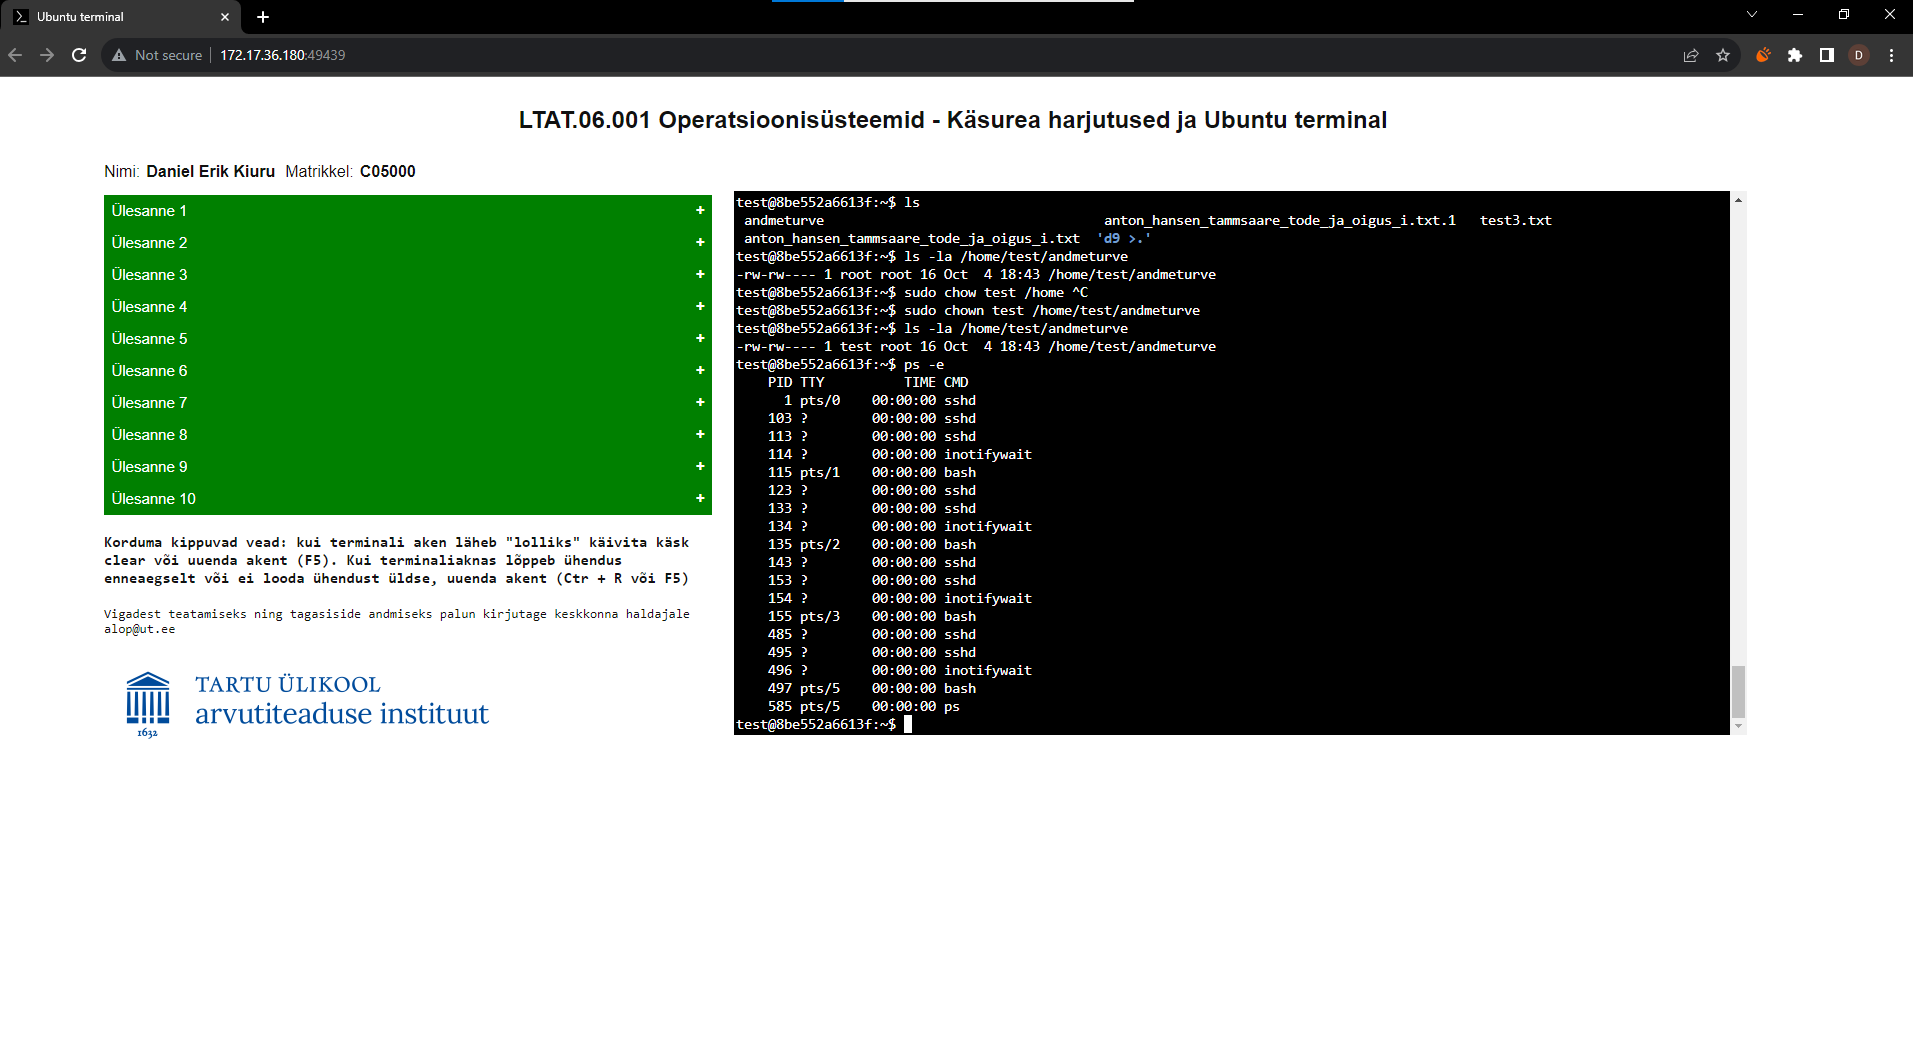 Ubuntu terminal
Not secure 172.17.36.180:49439
D
LTAT.06.001 Operatsioonisüsteemid - Käsurea harjutused ja Ubuntu terminal
Nimi: Daniel Erik Kiuru Matrikkel: C05000
Ülesanne 1 +
Ülesanne 2 +
Ülesanne 3 +
Ülesanne 4 +
Ülesanne 5 +
Ülesanne 6 +
Ülesanne 7 +
Ülesanne 8 +
Ülesanne 9 +
Ülesanne 10 +
Korduma kippuvad vead: kui terminali aken läheb "lolliks" käivita käsk
clear või uuenda akent (F5). Kui terminaliaknas lõppeb ühendus
enneaegselt või ei looda ühendust üldse, uuenda akent (Ctr + R või F5)
Vigadest teatamiseks ning tagasiside andmiseks palun kirjutage keskkonna haldajale
alop@ut.ee
TARTU ÜLIKOOL
arvutiteaduse instituut
1632
test@8be552a6613f:~$ ls
andmeturve anton_hansen_tammsaare_tode_ja_oigus_i.txt.1 test3.txt
anton_hansen_tammsaare_tode_ja_oigus_i.txt 'd9 >.'
test@8be552a6613f:~$ ls -la /home/test/andmeturve
-rw-rw---- 1 root root 16 Oct  4 18:43 /home/test/andmeturve
test@8be552a6613f:~$ sudo chow test /home ^C
test@8be552a6613f:~$ sudo chown test /home/test/andmeturve
test@8be552a6613f:~$ ls -la /home/test/andmeturve
-rw-rw---- 1 test root 16 Oct  4 18:43 /home/test/andmeturve
test@8be552a6613f:~$ ps -e
PID TTY TIME CMD
1 pts/0 00:00:00 sshd
103 ? 00:00:00 sshd
113 ? 00:00:00 sshd
114 ? 00:00:00 inotifywait
115 pts/1 00:00:00 bash
123 ? 00:00:00 sshd
133 ? 00:00:00 sshd
134 ? 00:00:00 inotifywait
135 pts/2 00:00:00 bash
143 ? 00:00:00 sshd
153 ? 00:00:00 sshd
154 ? 00:00:00 inotifywait
155 pts/3 00:00:00 bash
485 ? 00:00:00 sshd
495 ? 00:00:00 sshd
496 ? 00:00:00 inotifywait
497 pts/5 00:00:00 bash
585 pts/5 00:00:00 ps
test@8be552a6613f:~$